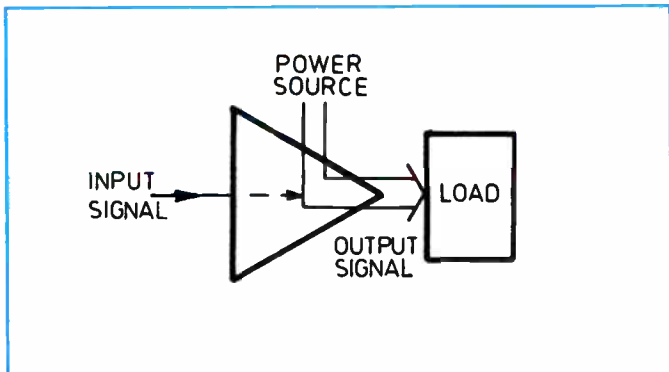 POWER
SOURCE
INPUT
SIGNAL
LOAD
OUTPUT
SIGNAL